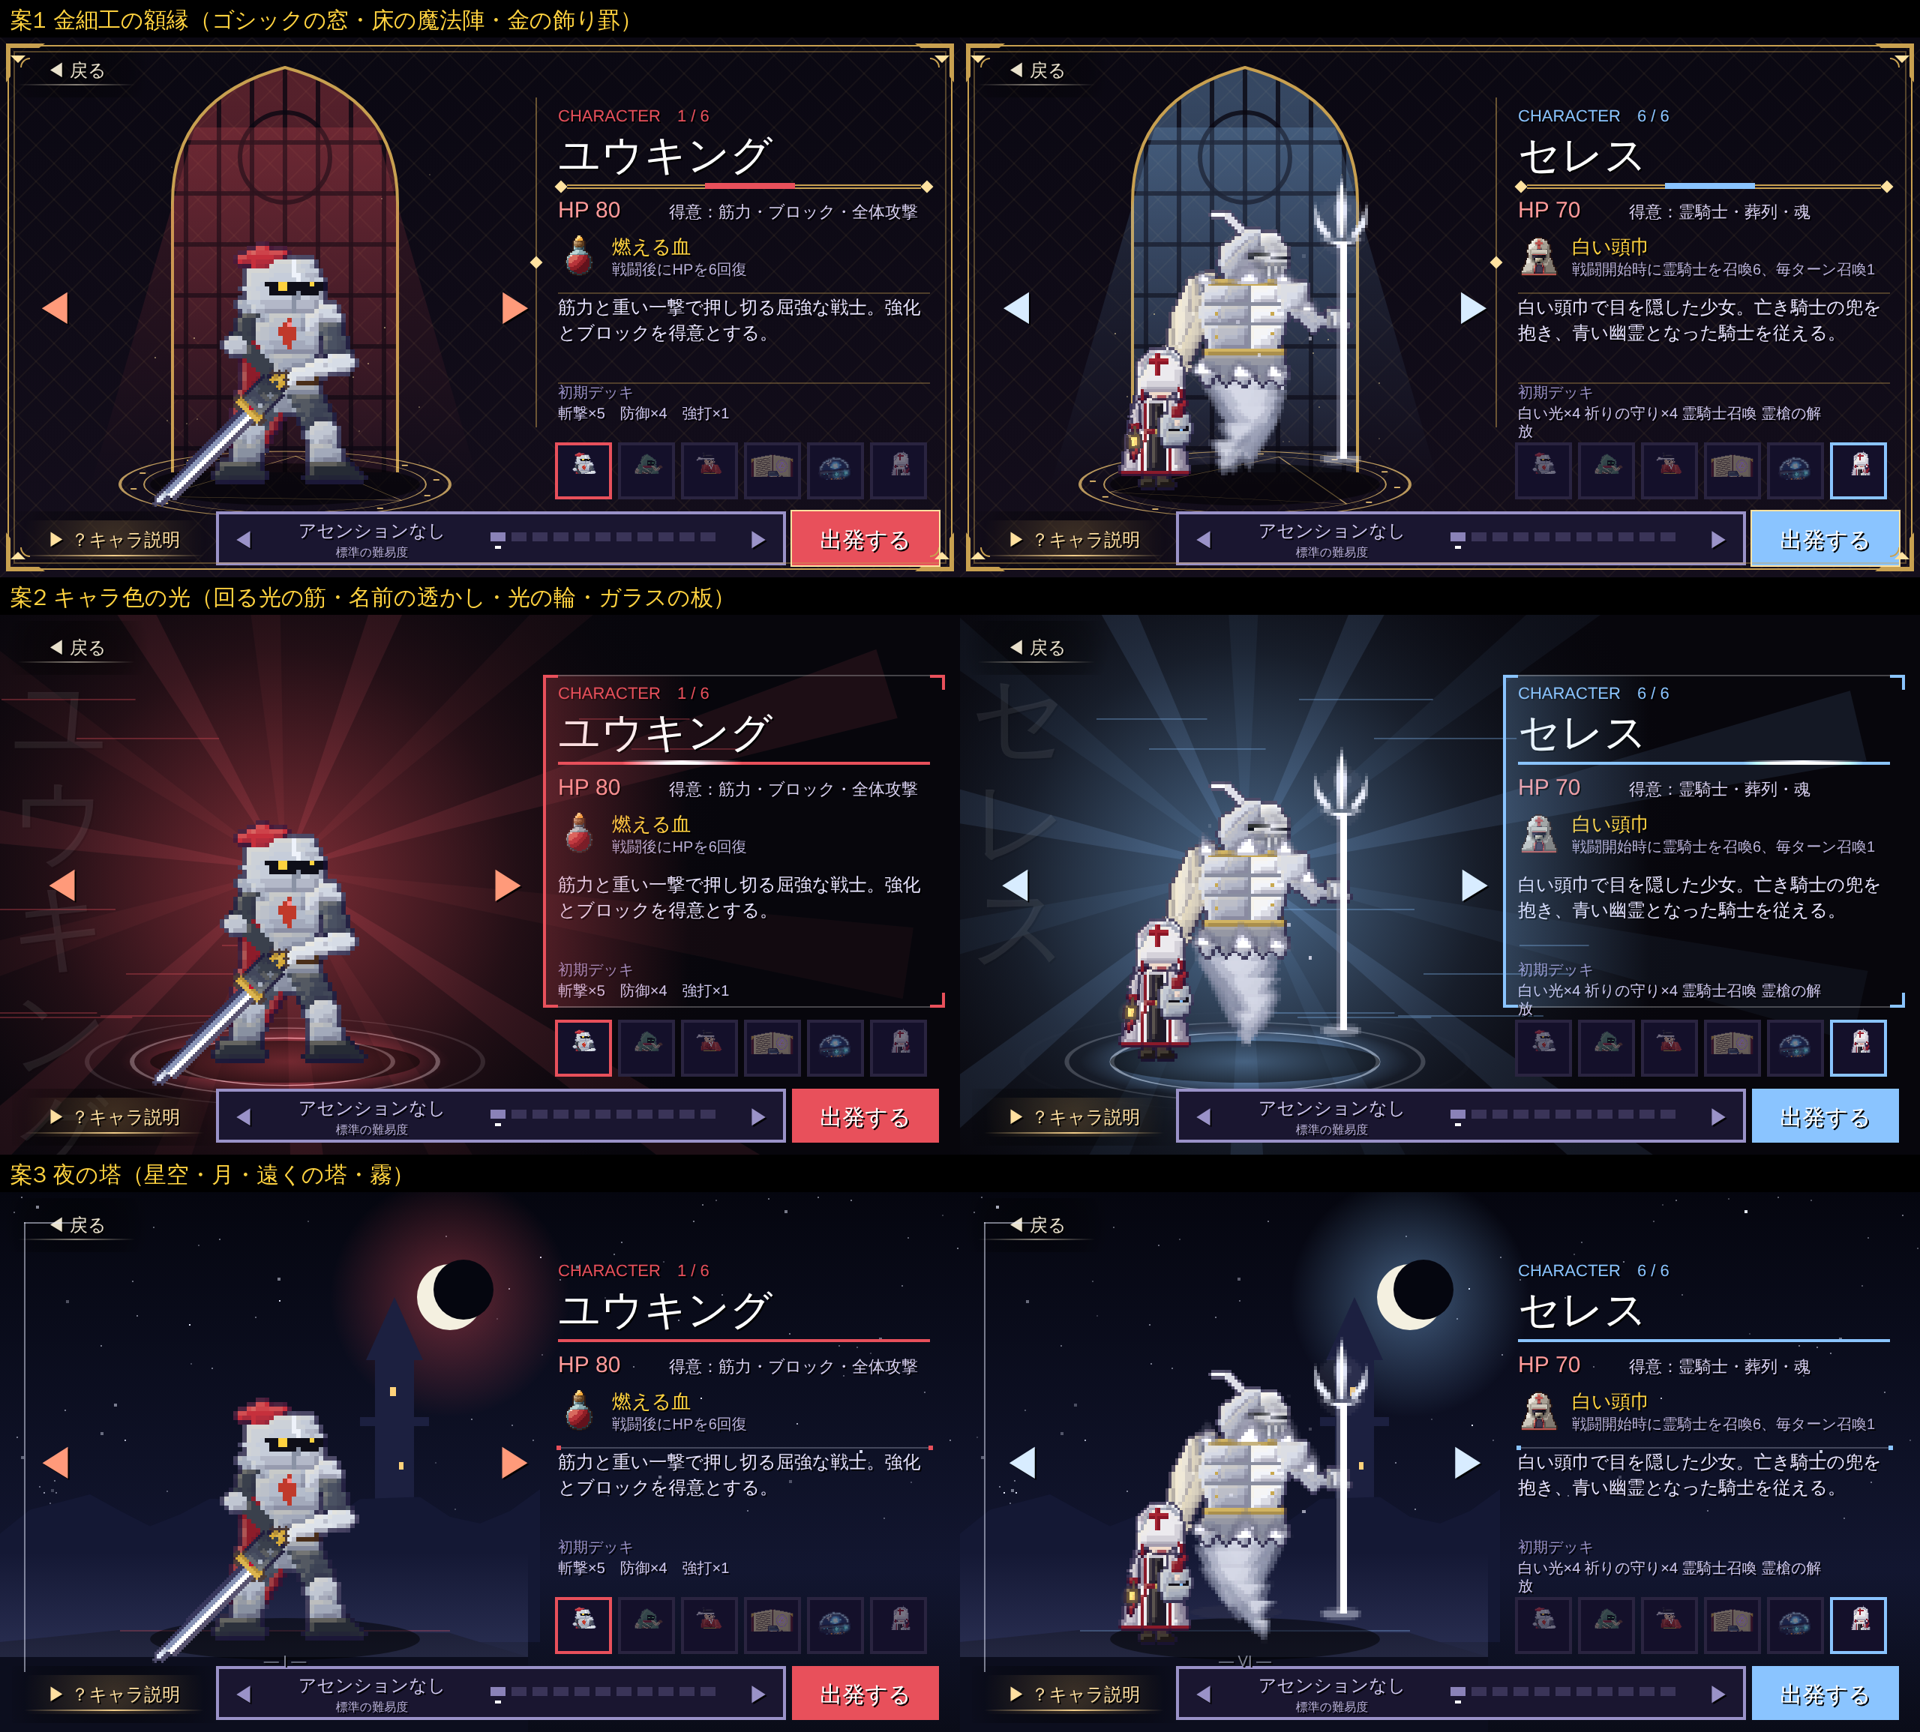 案1 金細工の額縁（ゴシックの窓・床の魔法陣・金の飾り罫）
◀ 戻る
CHARACTER 1 / 6
ユウキング
HP 80 得意：筋力・ブロック・全体攻撃
燃える血
戦闘後にHPを6回復
筋力と重い一撃で押し切る屈強な戦士。強化
とブロックを得意とする。
初期デッキ
斬撃×5 防御×4 強打×1
▶ ？キャラ説明
アセンションなし
標準の難易度
出発する
◀ 戻る
CHARACTER 6 / 6
セレス
HP 70 得意：霊騎士・葬列・魂
白い頭巾
戦闘開始時に霊騎士を召喚6、毎ターン召喚1
白い頭巾で目を隠した少女。亡き騎士の兜を
抱き、青い幽霊となった騎士を従える。
初期デッキ
白い光×4 祈りの守り×4 霊騎士召喚 霊槍の解
放
▶ ？キャラ説明
アセンションなし
標準の難易度
出発する
案2 キャラ色の光（回る光の筋・名前の透かし・光の輪・ガラスの板）
◀ 戻る
ユウキング
CHARACTER 1 / 6
ユウキング
HP 80 得意：筋力・ブロック・全体攻撃
燃える血
戦闘後にHPを6回復
筋力と重い一撃で押し切る屈強な戦士。強化
とブロックを得意とする。
初期デッキ
斬撃×5 防御×4 強打×1
▶ ？キャラ説明
アセンションなし
標準の難易度
出発する
◀ 戻る
セレス
CHARACTER 6 / 6
セレス
HP 70 得意：霊騎士・葬列・魂
白い頭巾
戦闘開始時に霊騎士を召喚6、毎ターン召喚1
白い頭巾で目を隠した少女。亡き騎士の兜を
抱き、青い幽霊となった騎士を従える。
初期デッキ
白い光×4 祈りの守り×4 霊騎士召喚 霊槍の解
放
▶ ？キャラ説明
アセンションなし
標準の難易度
出発する
案3 夜の塔（星空・月・遠くの塔・霧）
◀ 戻る
CHARACTER 1 / 6
ユウキング
HP 80 得意：筋力・ブロック・全体攻撃
燃える血
戦闘後にHPを6回復
筋力と重い一撃で押し切る屈強な戦士。強化
とブロックを得意とする。
初期デッキ
斬撃×5 防御×4 強打×1
— I —
▶ ？キャラ説明
アセンションなし
標準の難易度
出発する
◀ 戻る
CHARACTER 6 / 6
セレス
HP 70 得意：霊騎士・葬列・魂
白い頭巾
戦闘開始時に霊騎士を召喚6、毎ターン召喚1
白い頭巾で目を隠した少女。亡き騎士の兜を
抱き、青い幽霊となった騎士を従える。
初期デッキ
白い光×4 祈りの守り×4 霊騎士召喚 霊槍の解
放
— VI —
▶ ？キャラ説明
アセンションなし
標準の難易度
出発する